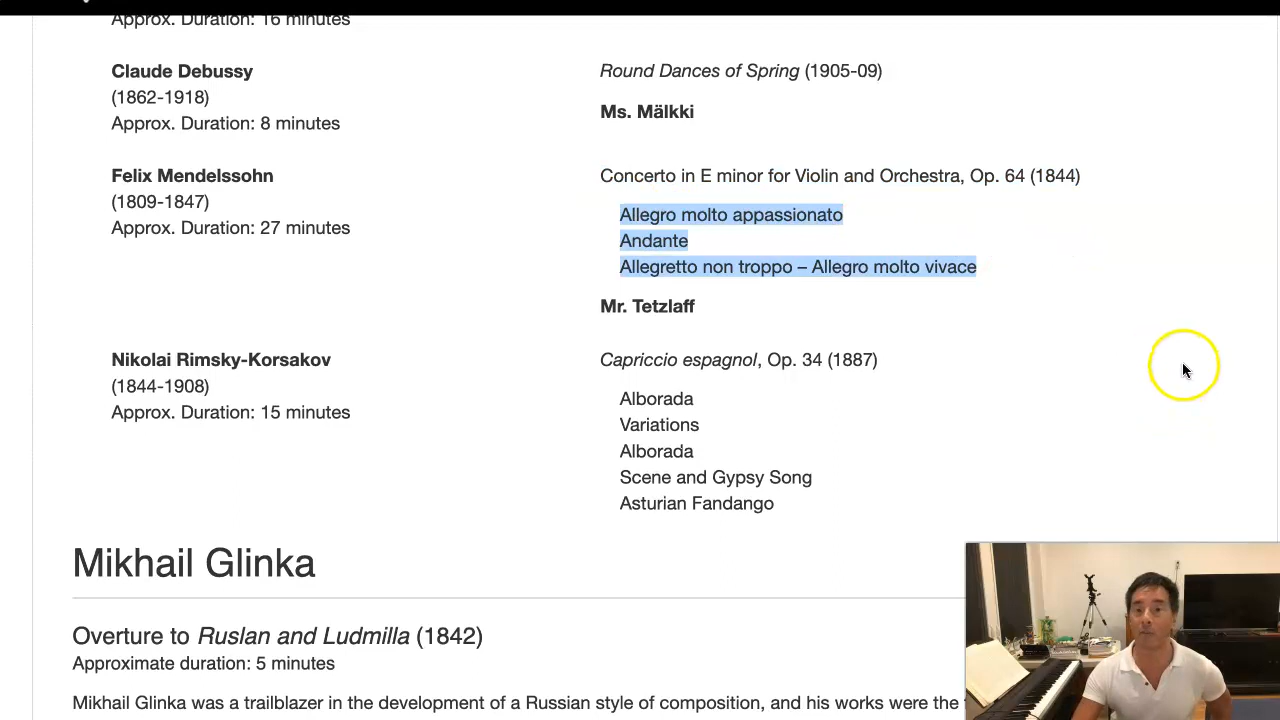 Approx. Duration: 16 minutes
Claude Debussy
Round Dances of Spring (1905-09)
(1862-1918)
Ms. Mälkki
Approx. Duration: 8 minutes
Felix Mendelssohn
Concerto in E minor for Violin and Orchestra, Op. 64 (1844)
(1809-1847)
Allegro molto appassionato
Approx. Duration: 27 minutes
Andante
Allegretto non troppo – Allegro molto vivace
Mr. Tetzlaff
Nikolai Rimsky-Korsakov
Capriccio espagnol, Op. 34 (1887)
(1844-1908)
Alborada
Approx. Duration: 15 minutes
Variations
Alborada
Scene and Gypsy Song
Asturian Fandango
Mikhail Glinka
Overture to Ruslan and Ludmilla (1842)
Approximate duration: 5 minutes
Mikhail Glinka was a trailblazer in the development of a Russian style of composition, and his works were the